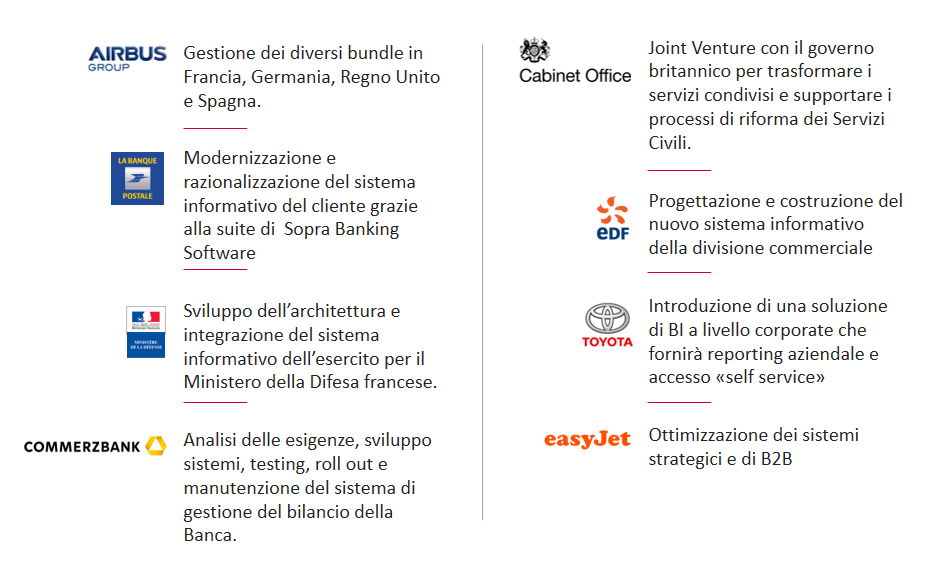 AIRBUS
GROUP
Gestione dei diversi bundle in
Francia, Germania, Regno Unito
e Spagna.
LA BANQUE
POSTALE
Modernizzazione e
razionalizzazione del sistema
informativo del cliente grazie
alla suite di Sopra Banking
Software
MINISTÈRE
DE LA DÉFENSE
Sviluppo dell’architettura e
integrazione del sistema
informativo dell’esercito per il
Ministero della Difesa francese.
COMMERZBANK
Analisi delle esigenze, sviluppo
sistemi, testing, roll out e
manutenzione del sistema di
gestione del bilancio della
Banca.
Cabinet Office
Joint Venture con il governo
britannico per trasformare i
servizi condivisi e supportare i
processi di riforma dei Servizi
Civili.
eDF
Progettazione e costruzione del
nuovo sistema informativo
della divisione commerciale
TOYOTA
Introduzione di una soluzione
di BI a livello corporate che
fornirà reporting aziendale e
accesso «self service»
easyJet
Ottimizzazione dei sistemi
strategici e di B2B